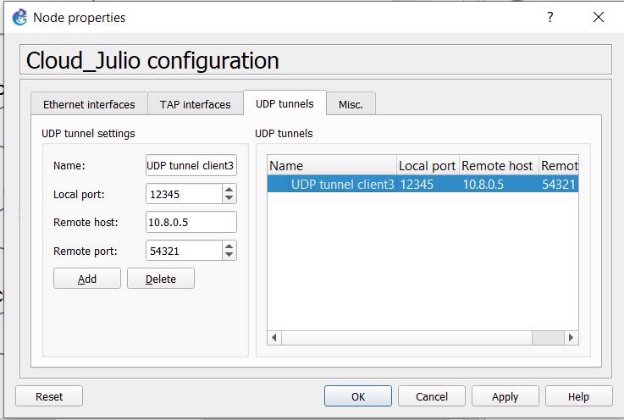 Node properties
?
Cloud_Julio configuration
Ethernet interfaces
TAP interfaces
UDP tunnels
Misc.
UDP tunnel settings
Name:
UDP tunnel client3
Local port:
12345
Remote host:
10.8.0.5
Remote port:
54321
Add
Delete
UDP tunnels
Name Local port Remote host Remot
UDP tunnel client3 12345 10.8.0.5 54321
Reset
OK
Cancel
Apply
Help